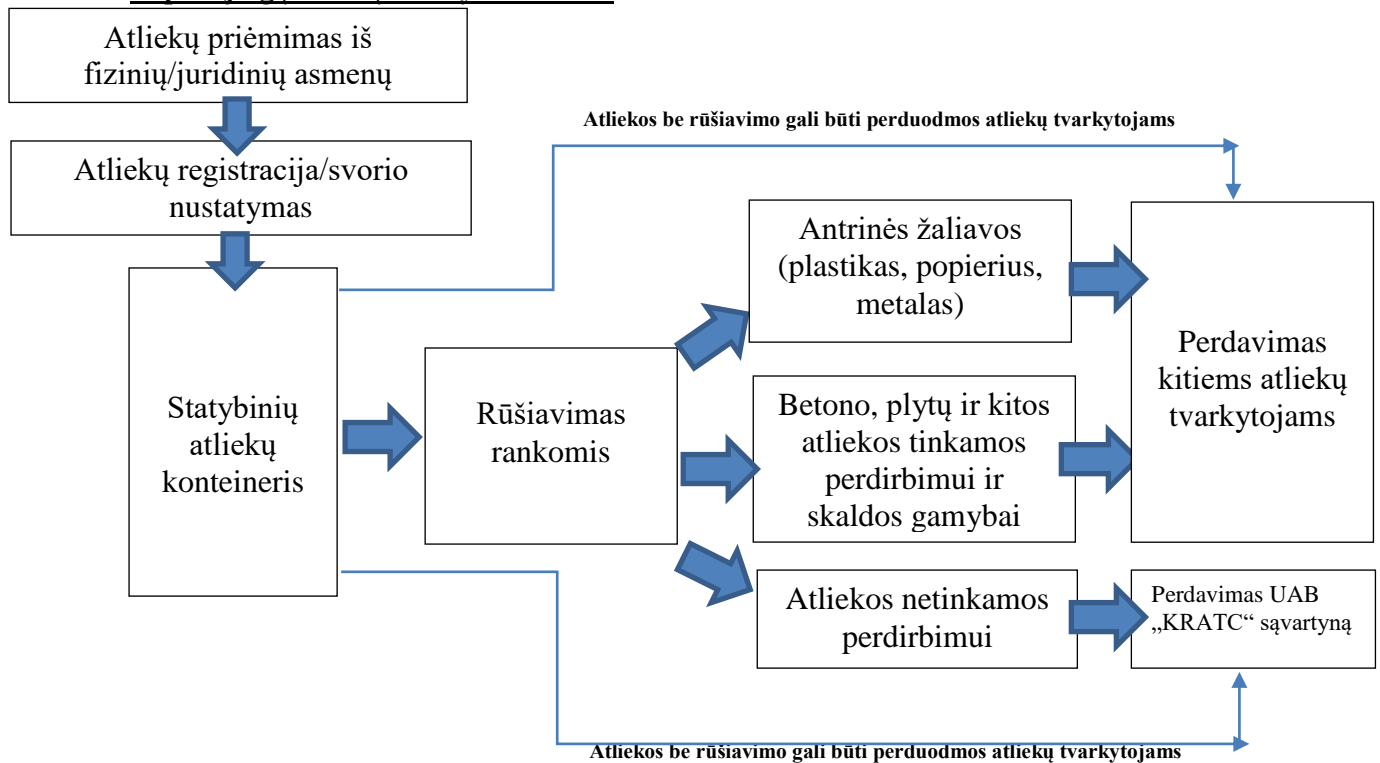 Atliekų priėmimas iš
fizinių/juridinių asmenų
Atliekų registracija/svorio
nustatymas
Statybinių
atliekų
konteineris
Atliekos be rūšiavimo gali būti perduodmos atliekų tvarkytojams
Rūšiavimas
rankomis
Antrinės žaliavos
(plastikas, popierius,
metalas)
Betono, plytų ir kitos
atliekos tinkamos
perdirbimui ir
skaldos gamybai
Atliekos netinkamos
perdirbimui
Perdavimas
kitiems atliekų
tvarkytojams
Perdavimas UAB
„KRATC“ sąvartyną
Atliekos be rūšiavimo gali būti perduodmos atliekų tvarkytojams